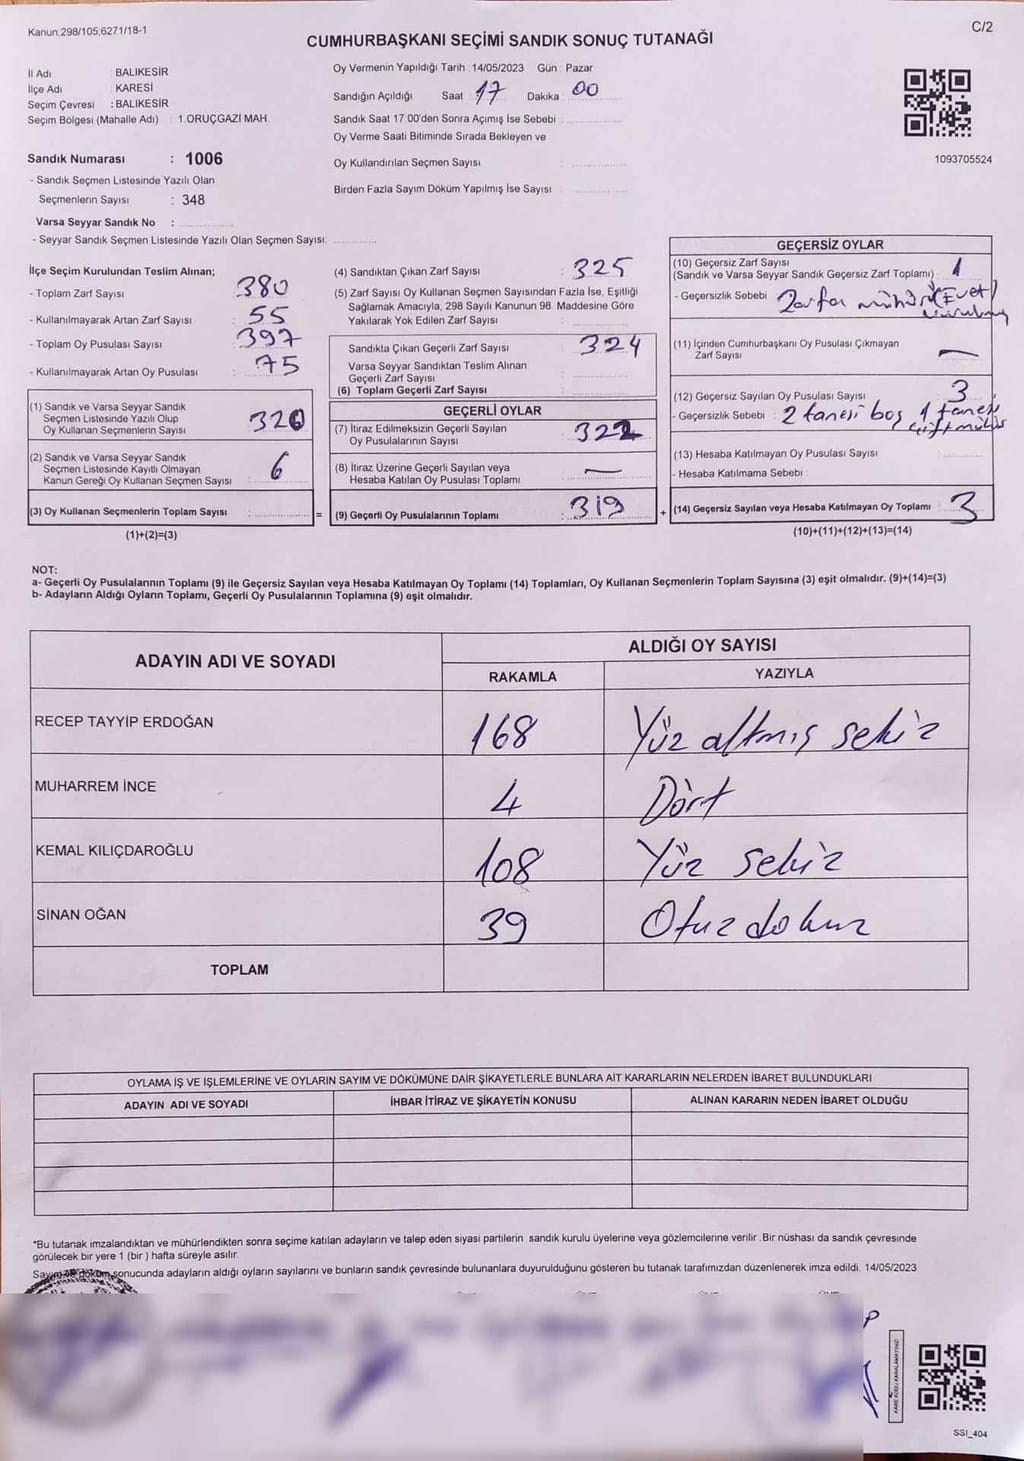 Kanun:298/105,6271/18-1
C/2
CUMHURBAŞKANI SEÇİMİ SANDIK SONUÇ TUTANAĞI
İl Adı : BALIKESİR
İlçe Adı : KARESİ
Seçim Çevresi : BALIKESİR
Seçim Bölgesi (Mahalle Adı) : 1.ORUÇGAZİ MAH.
Sandık Numarası : 1006
- Sandık Seçmen Listesinde Yazılı Olan
Seçmenlerin Sayısı : 348
Varsa Seyyar Sandık No :
- Seyyar Sandık Seçmen Listesinde Yazılı Olan Seçmen Sayısı:
Oy Vermenin Yapıldığı Tarih :14/05/2023 Gün : Pazar
Sandığın Açıldığı Saat 17 Dakika 00
Sandık Saat 17:00'den Sonra Açımış İse Sebebi :
Oy Verme Saati Bitiminde Sırada Bekleyen ve
Oy Kullandırılan Seçmen Sayısı :
Birden Fazla Sayım Döküm Yapılmış İse Sayısı :
1093705524
İlçe Seçim Kurulundan Teslim Alınan;
- Toplam Zarf Sayısı : 380
- Kullanılmayarak Artan Zarf Sayısı : 55
- Toplam Oy Pusulası Sayısı : 397
- Kullanılmayarak Artan Oy Pusulası : 75
(1) Sandık ve Varsa Seyyar Sandık
Seçmen Listesinde Yazılı Olup
Oy Kullanan Seçmenlerin Sayısı : 320
(2) Sandık ve Varsa Seyyar Sandık
Seçmen Listesinde Kayıtlı Olmayan
Kanun Gereği Oy Kullanan Seçmen Sayısı : 6
(3) Oy Kullanan Seçmenlerin Toplam Sayısı :
(1)+(2)=(3)
(4) Sandıktan Çıkan Zarf Sayısı : 325
(5) Zarf Sayısı Oy Kullanan Seçmen Sayısından Fazla İse, Eşitliği
Sağlamak Amacıyla, 298 Sayılı Kanunun 98. Maddesine Göre
Yakılarak Yok Edilen Zarf Sayısı :
Sandıkta Çıkan Geçerli Zarf Sayısı : 324
Varsa Seyyar Sandıktan Teslim Alınan
Geçerli Zarf Sayısı :
(6) Toplam Geçerli Zarf Sayısı :
GEÇERLİ OYLAR
(7) İtiraz Edilmeksizin Geçerli Sayılan
Oy Pusulalarının Sayısı : 322
(8) İtiraz Üzerine Geçerli Sayılan veya
Hesaba Katılan Oy Pusulası Toplamı : —
= (9) Geçerli Oy Pusulalarının Toplamı : 319
GEÇERSİZ OYLAR
(10) Geçersiz Zarf Sayısı
(Sandık ve Varsa Seyyar Sandık Geçersiz Zarf Toplamı) : 1
- Geçersizlik Sebebi : Zarfa mühür(Evet)
vurulmuş
(11) İçinden Cumhurbaşkanı Oy Pusulası Çıkmayan
Zarf Sayısı : —
(12) Geçersiz Sayılan Oy Pusulası Sayısı : 3
- Geçersizlik Sebebi : 2 tanesi boş 1 tanesi
çift mühür
(13) Hesaba Katılmayan Oy Pusulası Sayısı :
- Hesaba Katılmama Sebebi :
+ (14) Geçersiz Sayılan veya Hesaba Katılmayan Oy Toplamı : 3
(10)+(11)+(12)+(13)=(14)
NOT:
a- Geçerli Oy Pusulalarının Toplamı (9) ile Geçersiz Sayılan veya Hesaba Katılmayan Oy Toplamı (14) Toplamları, Oy Kullanan Seçmenlerin Toplam Sayısına (3) eşit olmalıdır. (9)+(14)=(3)
b- Adayların Aldığı Oyların Toplamı, Geçerli Oy Pusulalarının Toplamına (9) eşit olmalıdır.
ADAYIN ADI VE SOYADI
ALDIĞI OY SAYISI
RAKAMLA YAZIYLA
RECEP TAYYİP ERDOĞAN 168 Yüz altmış sekiz
MUHARREM İNCE 4 Dört
KEMAL KILIÇDAROĞLU 108 Yüz sekiz
SİNAN OĞAN 39 Otuz dokuz
TOPLAM
OYLAMA İŞ VE İŞLEMLERİNE VE OYLARIN SAYIM VE DÖKÜMÜNE DAİR ŞİKAYETLERLE BUNLARA AİT KARARLARIN NELERDEN İBARET BULUNDUKLARI
ADAYIN ADI VE SOYADI İHBAR İTİRAZ VE ŞİKAYETİN KONUSU ALINAN KARARIN NEDEN İBARET OLDUĞU
*Bu tutanak imzalandıktan ve mühürlendikten sonra seçime katılan adayların ve talep eden siyasi partilerin sandık kurulu üyelerine veya gözlemcilerine verilir .Bir nüshası da sandık çevresinde
görülecek bir yere 1 (bir ) hafta süreyle asılır.
Sayım ve döküm sonucunda adayların aldığı oyların sayılarını ve bunların sandık çevresinde bulunanlara duyurulduğunu gösteren bu tutanak tarafımızdan düzenlenerek imza edildi. 14/05/2023
KARE KODU KARALAMAYINIZ!
SSI_404